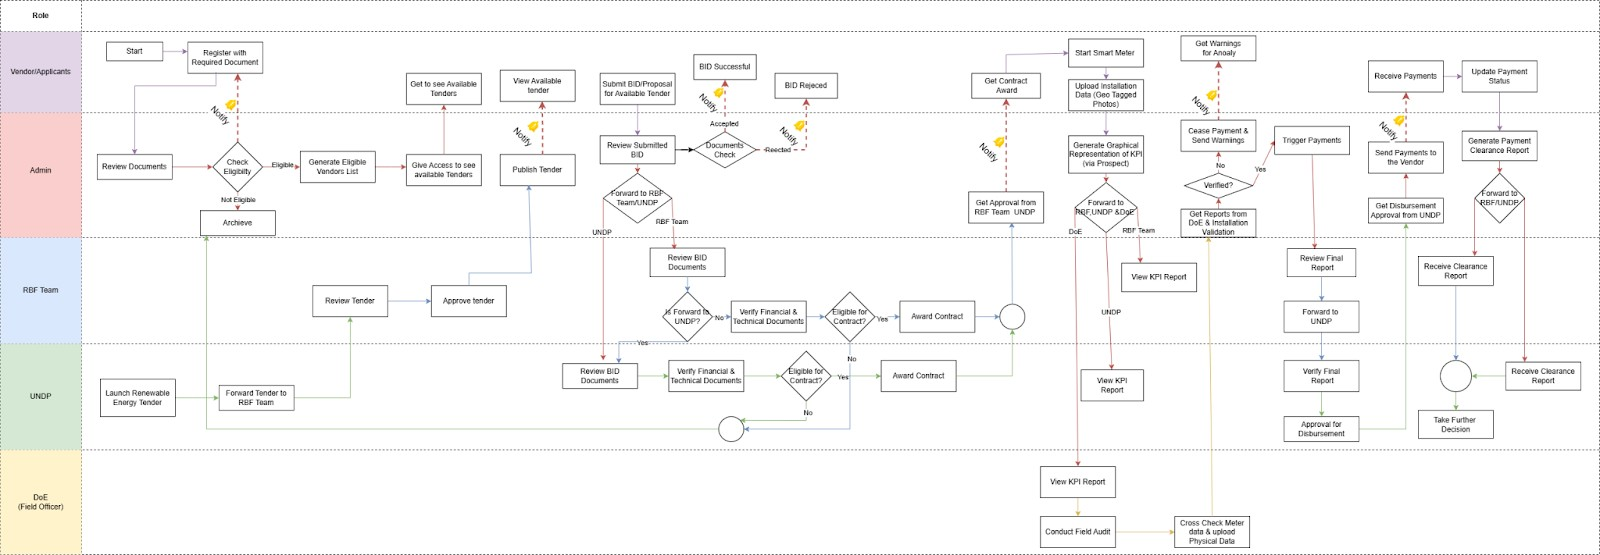 Role
Vendor/Applicants
Start
Register with
Required Document
Notify
Get to see Available
Tenders
View Available
tender
Notify
Submit BID/Proposal
for Available Tender
BID Successful
Notify
Accepted
BID Rejeced
Notify
Get Contract
Award
Notify
Start Smart Meter
Upload Installation
Data (Geo Tagged
Photos)
Get Warnings
for Anoaly
Notify
Receive Payments
Notify
Update Payment
Status
Admin
Review Documents
Check
Eligibilty
Eligible
Not Eligible
Archieve
Generate Eligible
Vendors List
Give Access to see
available Tenders
Publish Tender
Review Submitted
BID
Documents
Check
Reected
Forward to RBF
Team/UNDP
UNDP
RBF Team
Get Approval from
RBF Team UNDP
Generate Graphical
Representation of KPI
(via Prospect)
Forward to
RBF,UNDP &DoE
DoE
RBF Team
UNDP
Cease Payment &
Send Warnings
No
Verified?
Yes
Get Reports from
DoE & Installation
Validation
Trigger Payments
Send Payments to
the Vendor
Get Disbursement
Approval from UNDP
Generate Payment
Clearance Report
Forward to
RBF/UNDP
RBF Team
Review Tender
Approve tender
Review BID
Documents
Is Forward to
UNDP?
No
Yes
Verify Financial &
Technical Documents
Eligible for
Contract?
Yes
No
Award Contract
View KPI Report
Review Final
Report
Forward to
UNDP
Receive Clearance
Report
UNDP
Launch Renewable
Energy Tender
Forward Tender to
RBF Team
Review BID
Documents
Verify Financial &
Technical Documents
Eligible for
Contract?
Yes
No
Award Contract
View KPI
Report
Verify Final
Report
Approval for
Disbursement
Receive Clearance
Report
Take Further
Decision
DoE
(Field Officer)
View KPI Report
Conduct Field Audit
Cross Check Meter
data & upload
Physical Data